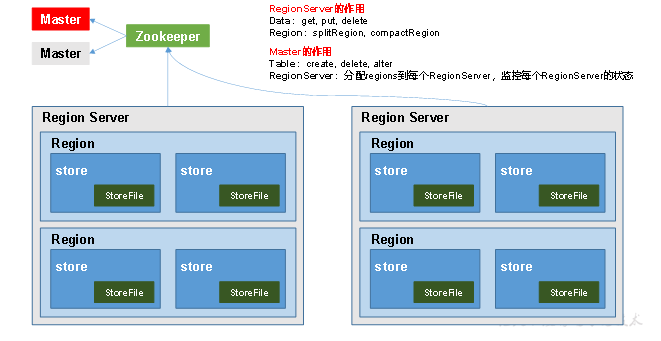 Master
Master
Zookeeper
RegionServer的作用
Data: get, put, delete
Region: splitRegion, compactRegion
Master的作用
Table: create, delete, alter
RegionServer: 分配regions到每个RegionServer, 监控每个RegionServer的状态
Region Server
Region
store
StoreFile
store
StoreFile
Region
store
StoreFile
store
StoreFile
Region Server
Region
store
StoreFile
store
StoreFile
Region
store
StoreFile
store
StoreFile